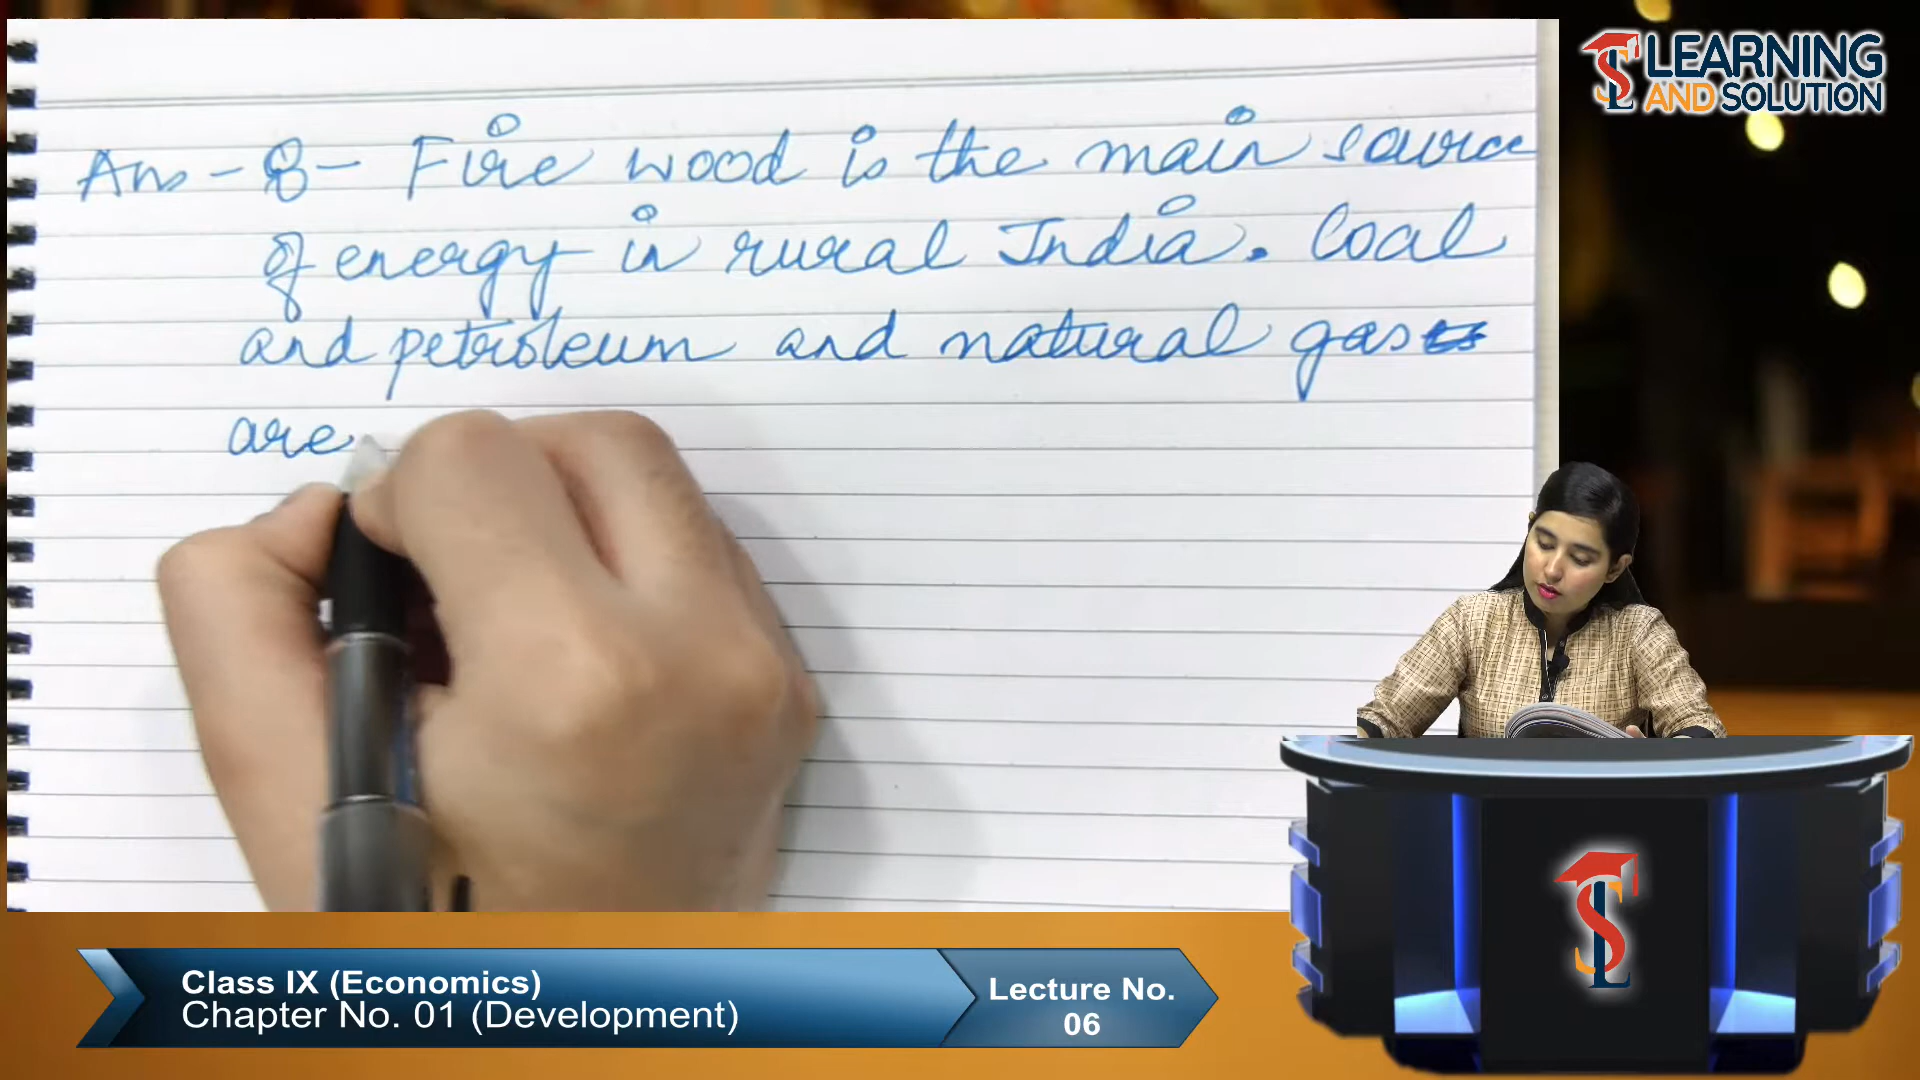 LEARNING
AND SOLUTION
Ans - 8 - Fire wood is the main source
of energy in rural India. Coal
and petroleum and natural gas
are
Class IX (Economics)
Chapter No. 01 (Development)
Lecture No.
06